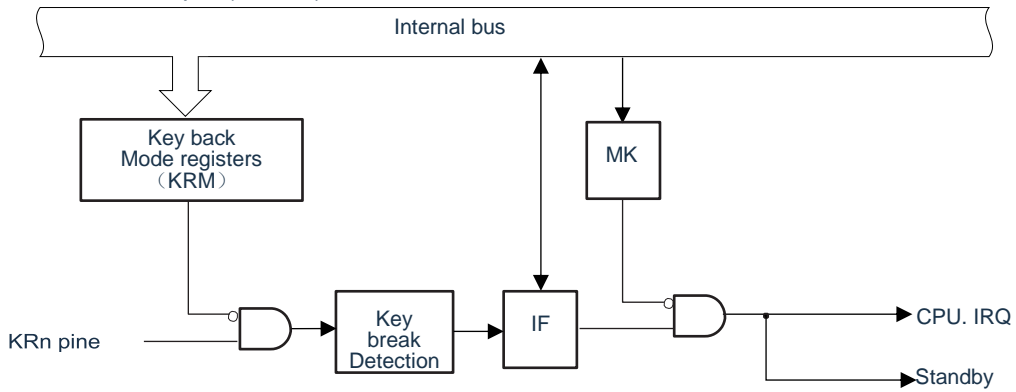 Internal bus
Key back
Mode registers
（KRM）
MK
KRn pine
Key
break
Detection
IF
CPU. IRQ
Standby